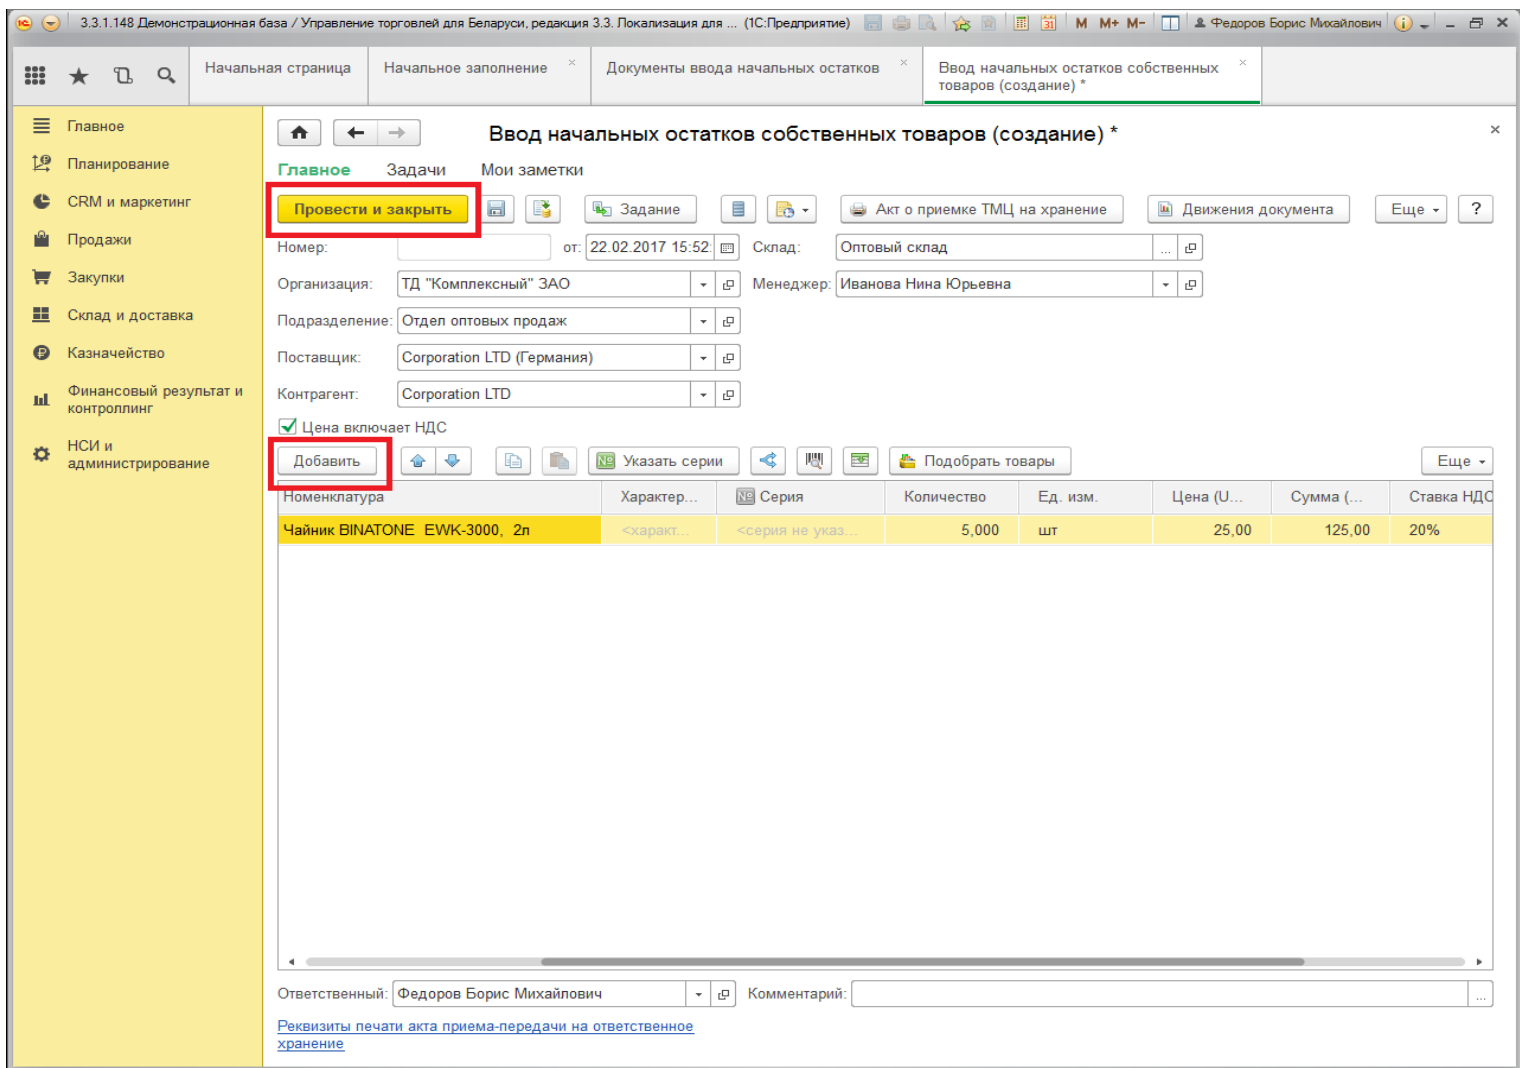 3.3.1.148 Демонстрационная база / Управление торговлей для Беларуси, редакция 3.3. Локализация для ... (1С:Предприятие)
M M+ M-
Федоров Борис Михайлович
Начальная страница
Начальное заполнение
Документы ввода начальных остатков
Ввод начальных остатков собственных
товаров (создание) *
Главное
Планирование
CRM и маркетинг
Продажи
Закупки
Склад и доставка
Казначейство
Финансовый результат и
контроллинг
НСИ и
администрирование
Ввод начальных остатков собственных товаров (создание) *
Главное Задачи Мои заметки
Провести и закрыть Задание Акт о приемке ТМЦ на хранение Движения документа Еще ?
Номер: от: 22.02.2017 15:52: Склад: Оптовый склад ...
Организация: ТД "Комплексный" ЗАО Менеджер: Иванова Нина Юрьевна
Подразделение: Отдел оптовых продаж
Поставщик: Corporation LTD (Германия)
Контрагент: Corporation LTD
Цена включает НДС
Добавить № Указать серии Подобрать товары Еще
Номенклатура Характер... № Серия Количество Ед. изм. Цена (U... Сумма (... Ставка НДС
Чайник BINATONE EWK-3000, 2л <характ... <серия не указ... 5,000 шт 25,00 125,00 20%
Ответственный: Федоров Борис Михайлович Комментарий: ...
Реквизиты печати акта приема-передачи на ответственное
хранение